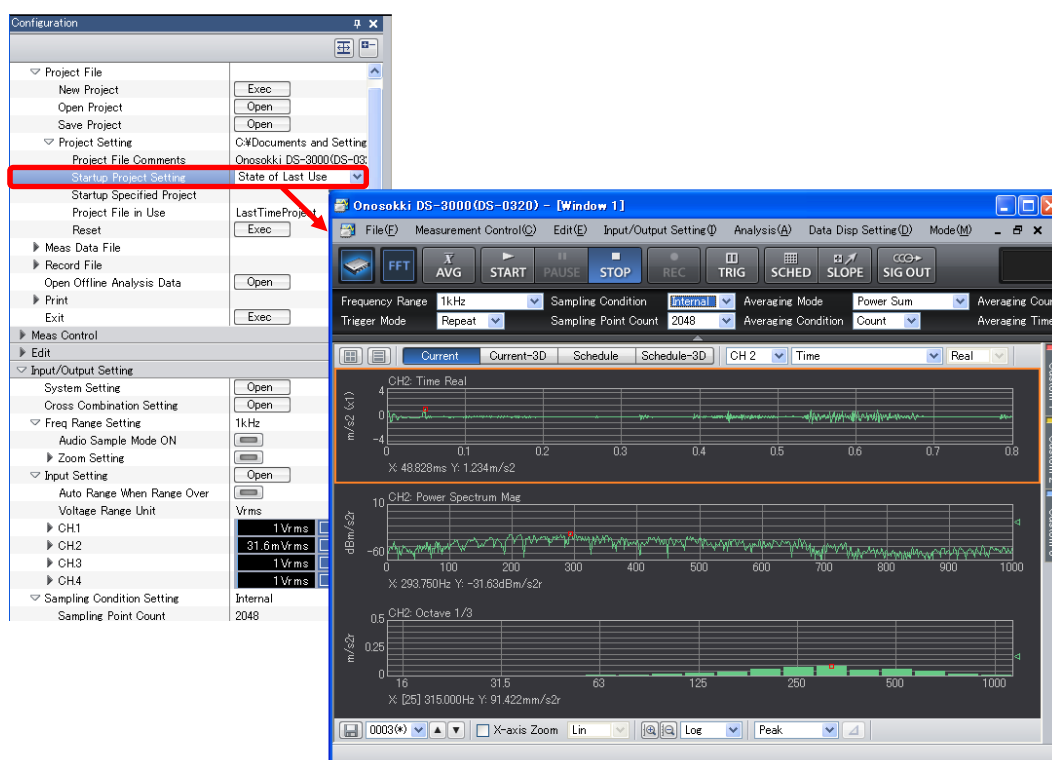 Configuration
Project File
New Project Exec
Open Project Open
Save Project Open
Project Setting C:¥Documents and Setting
Project File Comments Onosokki DS-3000(DS-03
Startup Project Setting State of Last Use
Startup Specified Project
Project File in Use LastTimeProject
Reset Exec
Meas Data File
Record File
Open Offline Analysis Data Open
Print
Exit Exec
Meas Control
Edit
Input/Output Setting
System Setting Open
Cross Combination Setting Open
Freq Range Setting 1kHz
Audio Sample Mode ON
Zoom Setting
Input Setting Open
Auto Range When Range Over
Voltage Range Unit Vrms
CH.1 1Vrms
CH.2 31.6mVrms
CH.3 1Vrms
CH.4 1Vrms
Sampling Condition Setting Internal
Sampling Point Count 2048
Onosokki DS-3000(DS-0320) - [Window 1]
File(F) Measurement Control(C) Edit(E) Input/Output Setting(I) Analysis(A) Data Disp Setting(D) Mode(M)
FFT X AVG START PAUSE STOP REC TRIG SCHED SLOPE SIG OUT
Frequency Range 1kHz Sampling Condition Internal Averaging Mode Power Sum Averaging Cour
Trigger Mode Repeat Sampling Point Count 2048 Averaging Condition Count Averaging Time
Current Current-3D Schedule Schedule-3D CH 2 Time Real
CH2: Time Real
m/s2 (x1)
4
0
-4
0 0.1 0.2 0.3 0.4 0.5 0.6 0.7 0.8
X: 48.828ms Y: 1.234m/s2
CH2: Power Spectrum Mag
dBm/s2r
10
-60
0 100 200 300 400 500 600 700 800 900 1000
X: 293.750Hz Y: -31.63dBm/s2r
CH2: Octave 1/3
m/s2r
0.5
0.25
0
16 31.5 63 125 250 500 1000
X: [25] 315.000Hz Y: 91.422mm/s2r
0003(*) X-axis Zoom Lin Log Peak